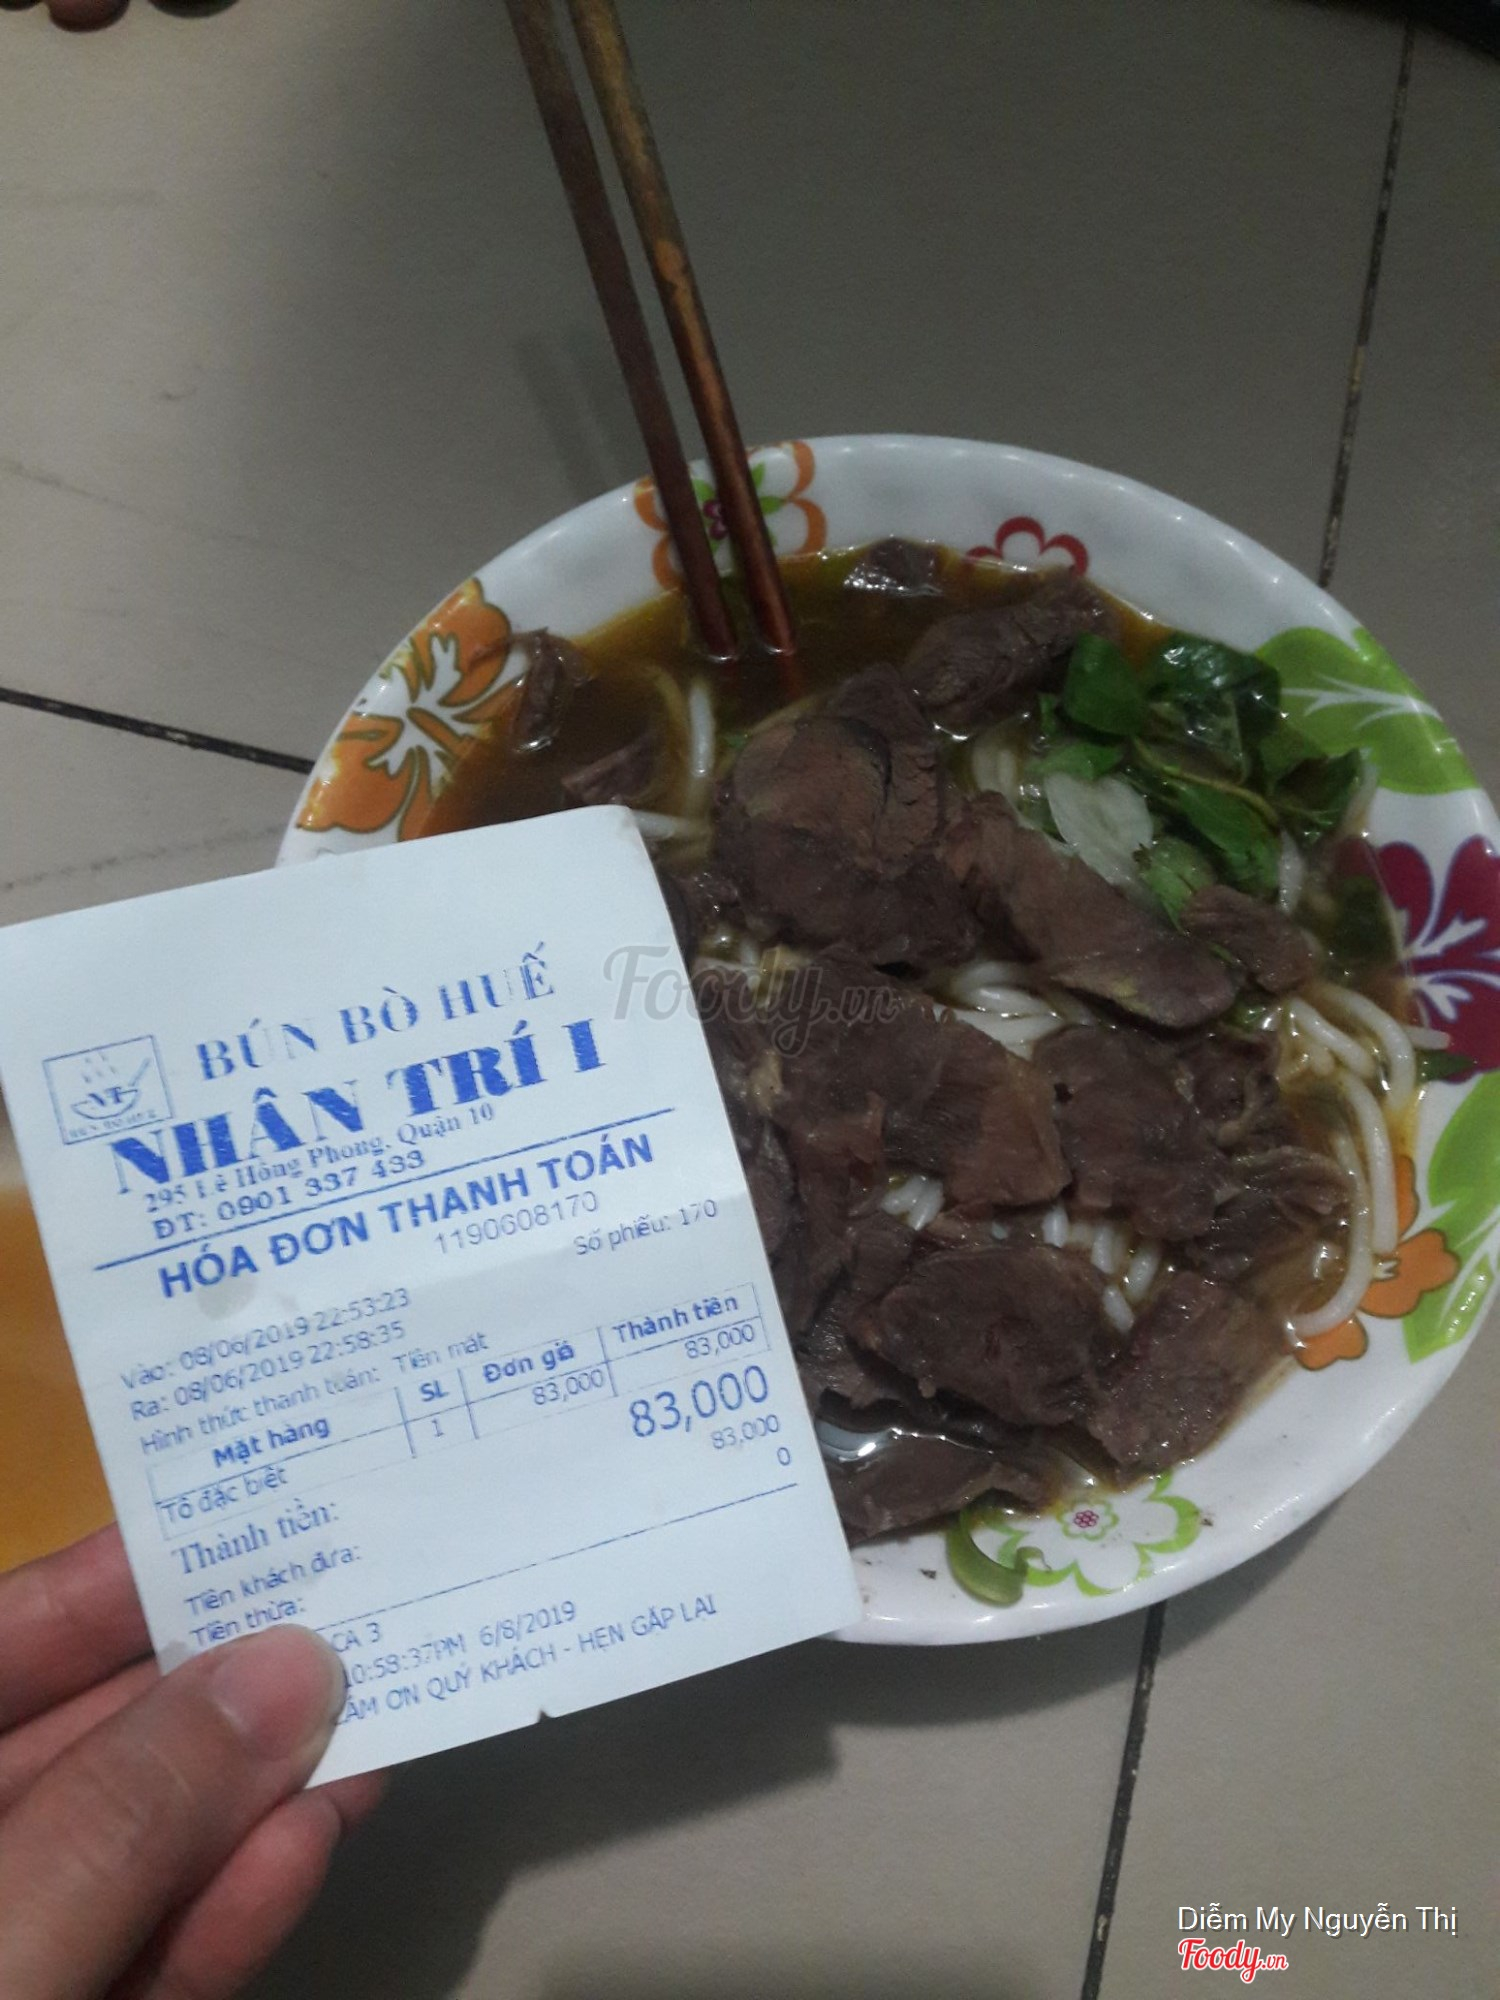 BÚN BÒ HUẾ
NT
NHÂN TRÍ I
295 Lê Hồng Phong, Quận 10
ĐT: 0901 337 433
HÓA ĐƠN THANH TOÁN
1190608170
Số phiếu: 170
Vào: 08/06/2019 22:53:23
Ra: 08/06/2019 22:58:35
Hình thức thanh toán: Tiền mặt
Mặt hàng SL Đơn giá Thành tiền
Tô đặc biệt 1 83,000 83,000
Thành tiền: 83,000
Tiền khách đưa: 83,000
Tiền thừa: 0
CA 3
10:58:37PM 6/8/2019
CẢM ƠN QUÝ KHÁCH - HẸN GẶP LẠI
Foody.vn
Diễm My Nguyễn Thị
Foody.vn